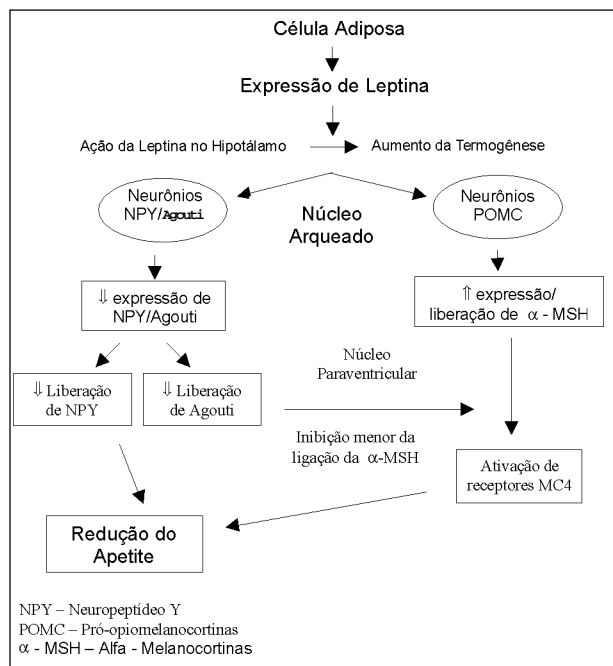 Célula Adiposa
Expressão de Leptina
Ação da Leptina no Hipotálamo
Aumento da Termogênese
Neurônios
NPY/Agouti
Núcleo
Arqueado
Neurônios
POMC
⇓ expressão de
NPY/Agouti
⇑ expressão/
liberação de α - MSH
⇓ Liberação
de NPY
⇓ Liberação
de Agouti
Núcleo
Paraventricular
Inibição menor da
ligação da α-MSH
Ativação de
receptores MC4
Redução do
Apetite
NPY – Neuropeptídeo Y
POMC – Pró-opiomelanocortinas
α - MSH – Alfa - Melanocortinas